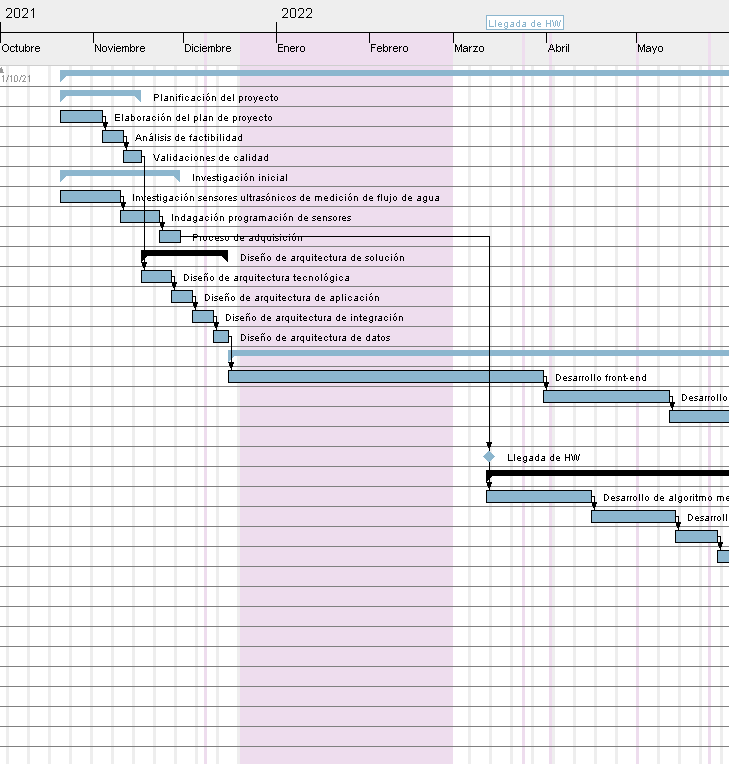 2021
2022
Llegada de HW
Octubre
Noviembre
Diciembre
Enero
Febrero
Marzo
Abril
Mayo
1/10/21
Planificación del proyecto
Elaboración del plan de proyecto
Análisis de factibilidad
Validaciones de calidad
Investigación inicial
Investigación sensores ultrasónicos de medición de flujo de agua
Indagación programación de sensores
Proceso de adquisición
Diseño de arquitectura de solución
Diseño de arquitectura tecnológica
Diseño de arquitectura de aplicación
Diseño de arquitectura de integración
Diseño de arquitectura de datos
Desarrollo front-end
Desarrollo
Llegada de HW
Desarrollo de algoritmo me
Desarroll